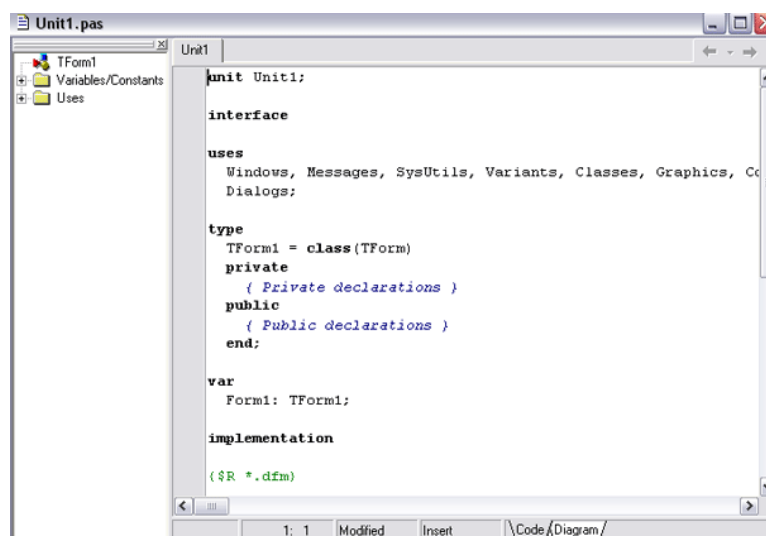 Unit1.pas
TForm1
Variables/Constants
Uses
Unit1
unit Unit1;
interface
uses
Windows, Messages, SysUtils, Variants, Classes, Graphics, Co
Dialogs;
type
TForm1 = class(TForm)
private
{ Private declarations }
public
{ Public declarations }
end;
var
Form1: TForm1;
implementation
{$R *.dfm}
1: 1 Modified Insert Code Diagram